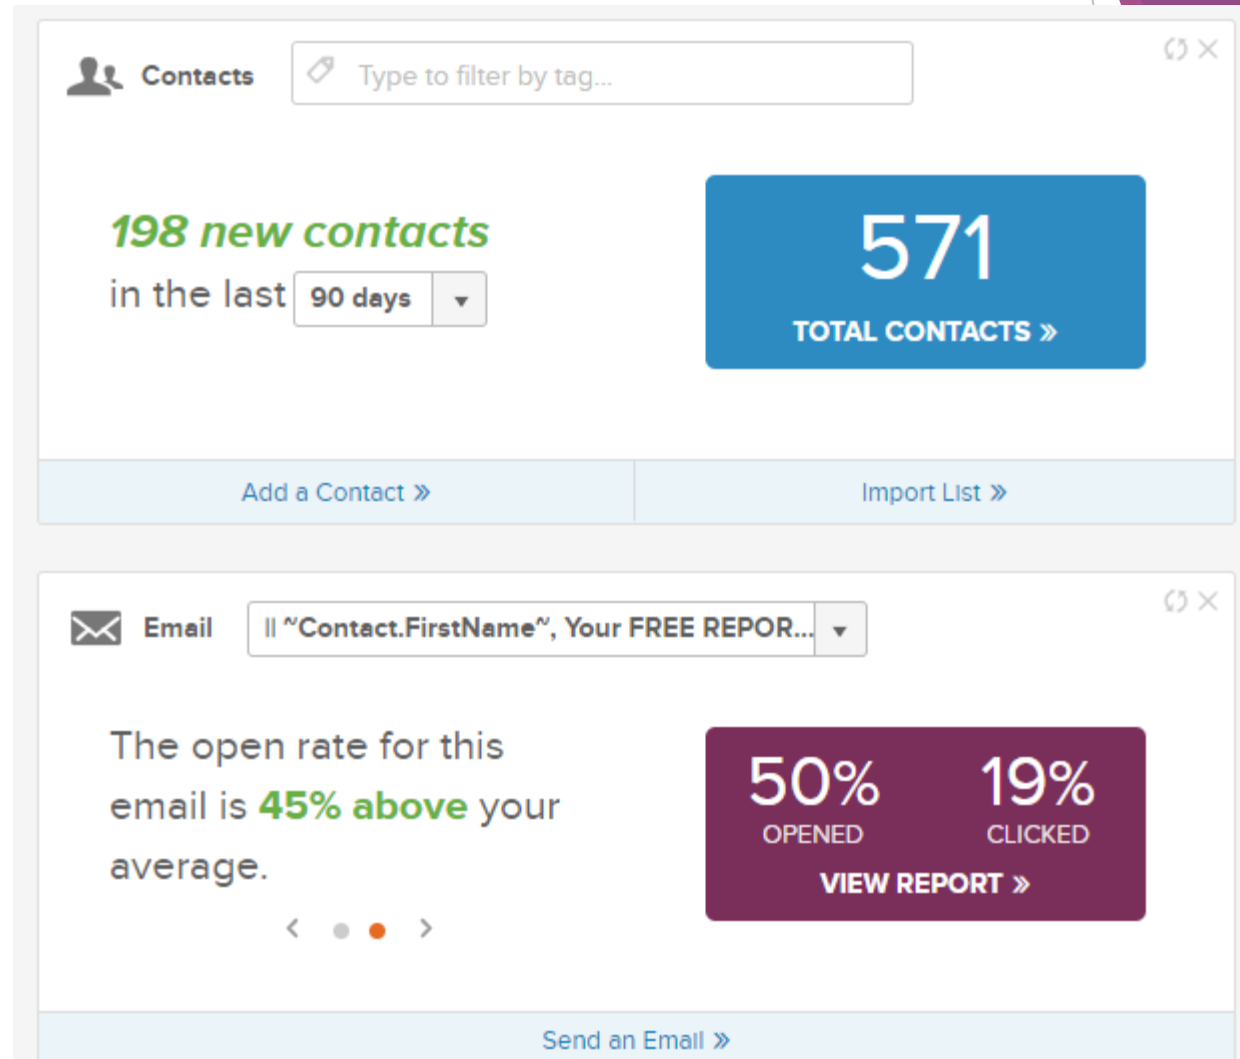 Contacts
Type to filter by tag...
198 new contacts
in the last 90 days
571
TOTAL CONTACTS »
Add a Contact »
Import List »
Email
|| ~Contact.FirstName~, Your FREE REPOR...
The open rate for this
email is 45% above your
average.
50% 19%
OPENED CLICKED
VIEW REPORT »
Send an Email »